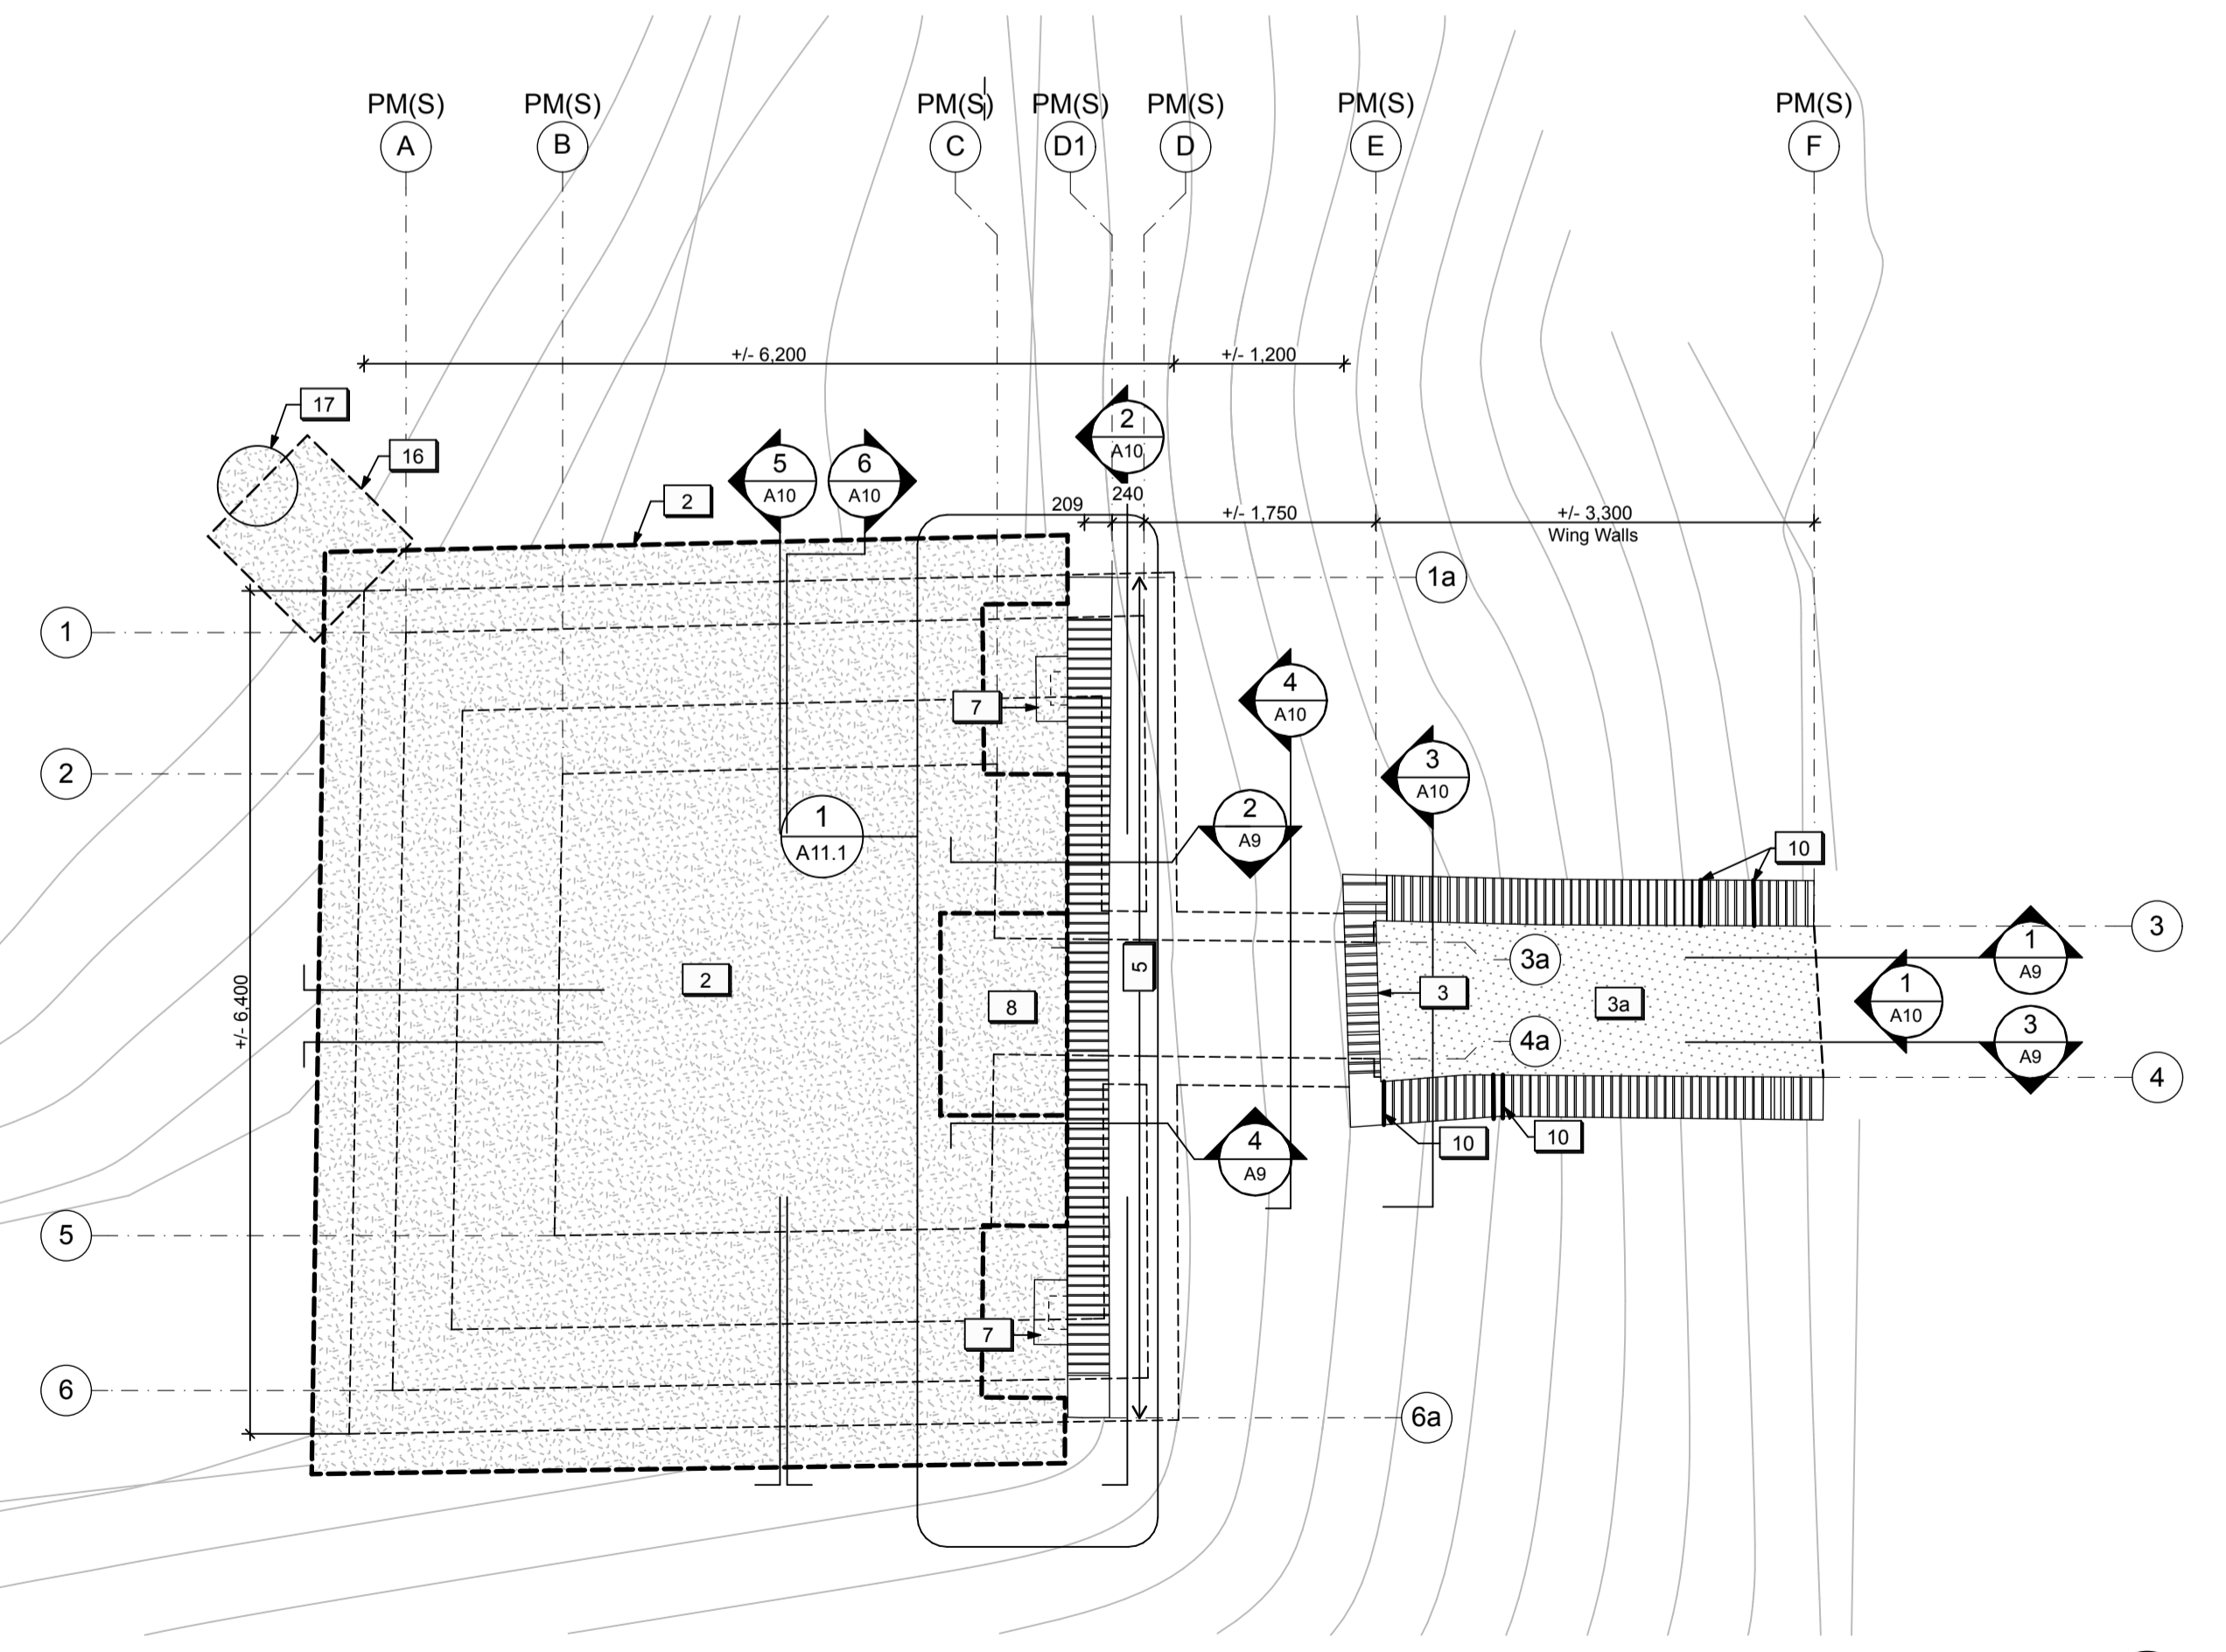 PM(S) PM(S) PM(S) PM(S) PM(S) PM(S) PM(S)
A B C D1 D E F
+/- 6,200 +/- 1,200
17
16
2
A10
5
A10
6
A10
2
209 240 +/- 1,750 +/- 3,300
Wing Walls
1a
1
7
4
A10
2
3
A10
1
A11.1
2
A9
10
3
1
A9
3a
5
2
8
3
3a
1
A10
+/- 6,400
4a
3
A9
4
10
10
4
A9
5
7
6
6a